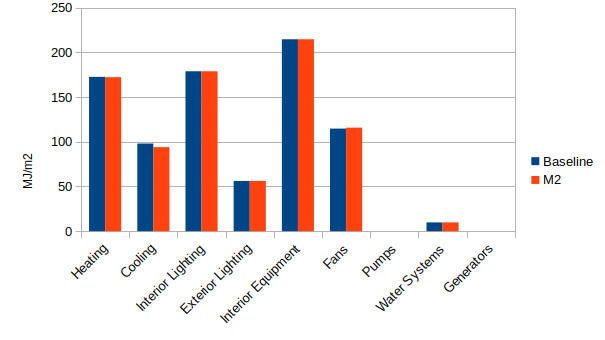 250
200
150
100
50
0
MJ/m2
Heating
Cooling
Interior Lighting
Exterior Lighting
Interior Equipment
Fans
Pumps
Water Systems
Generators
Baseline
M2